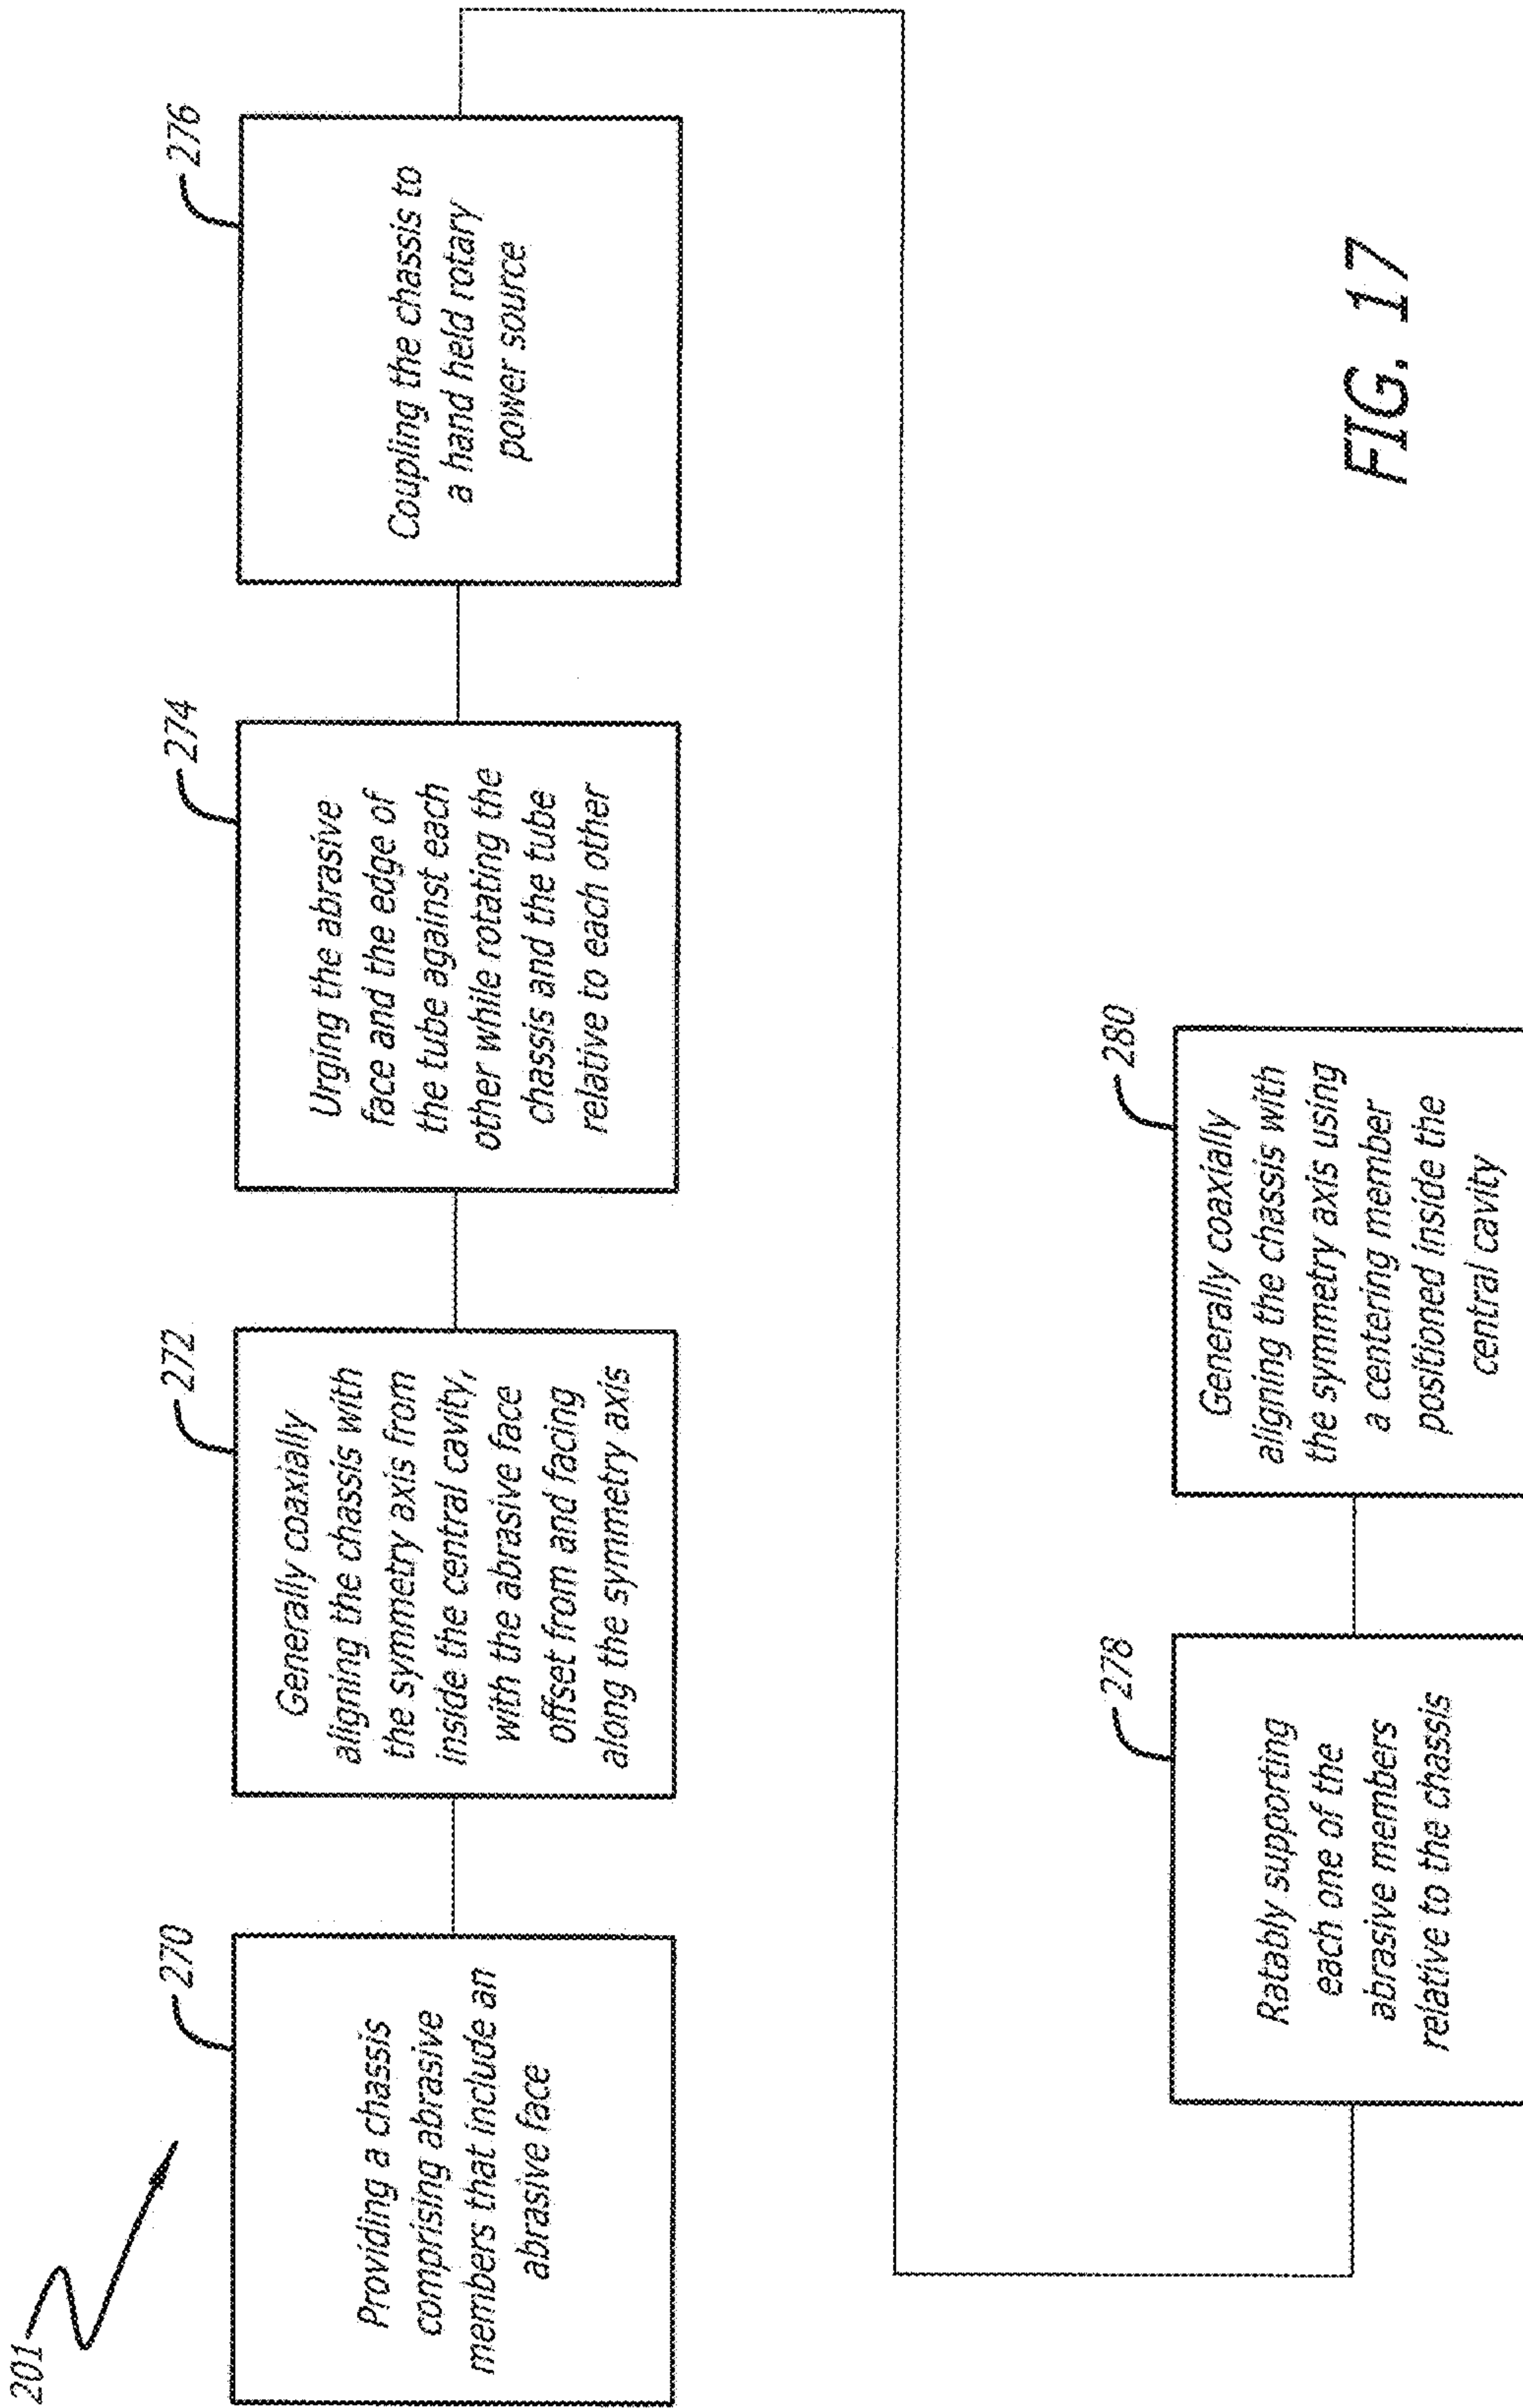 201
270
Providing a chassis
comprising abrasive
members that include an
abrasive face
272
Generally coaxially
aligning the chassis with
the symmetry axis from
inside the central cavity,
with the abrasive face
offset from and facing
along the symmetry axis
274
Urging the abrasive
face and the edge of
the tube against each
other while rotating the
chassis and the tube
relative to each other
276
Coupling the chassis to
a hand held rotary
power source
278
Ratably supporting
each one of the
abrasive members
relative to the chassis
280
Generally coaxially
aligning the chassis with
the symmetry axis using
a centering member
positioned inside the
central cavity
FIG. 17